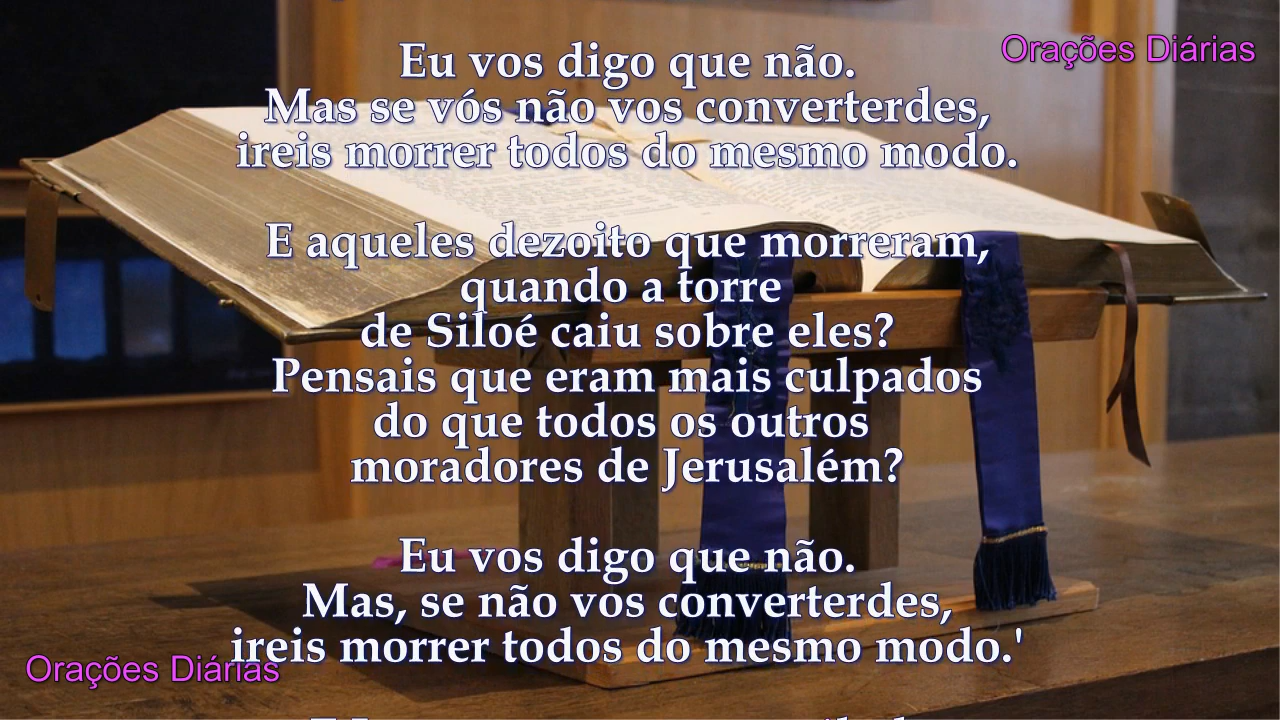 Orações Diárias
Eu vos digo que não.
Mas se vós não vos converterdes,
ireis morrer todos do mesmo modo.
E aqueles dezoito que morreram,
quando a torre
de Siloé caiu sobre eles?
Pensais que eram mais culpados
do que todos os outros
moradores de Jerusalém?
Eu vos digo que não.
Mas, se não vos converterdes,
ireis morrer todos do mesmo modo.'
Orações Diárias